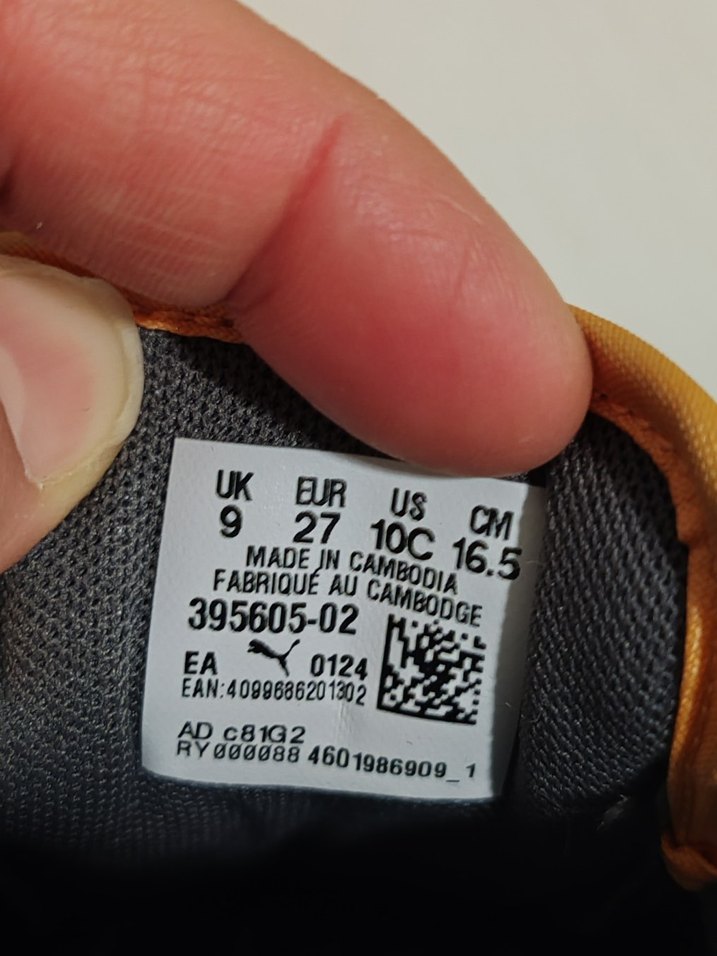 UK EUR US CM
9 27 10C 16.5
MADE IN CAMBODIA
FABRIQUÉ AU CAMBODGE
395605-02
EA 0124
EAN:4099686201302
AD c81G2
RY000088 4601986909_1